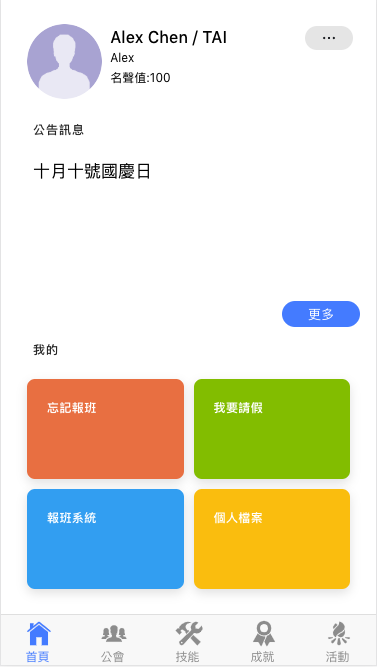 Alex Chen / TAI
...
Alex
名聲值:100
公告訊息
十月十號國慶日
更多
我的
忘記報班
我要請假
報班系統
個人檔案
首頁
公會
技能
成就
活動